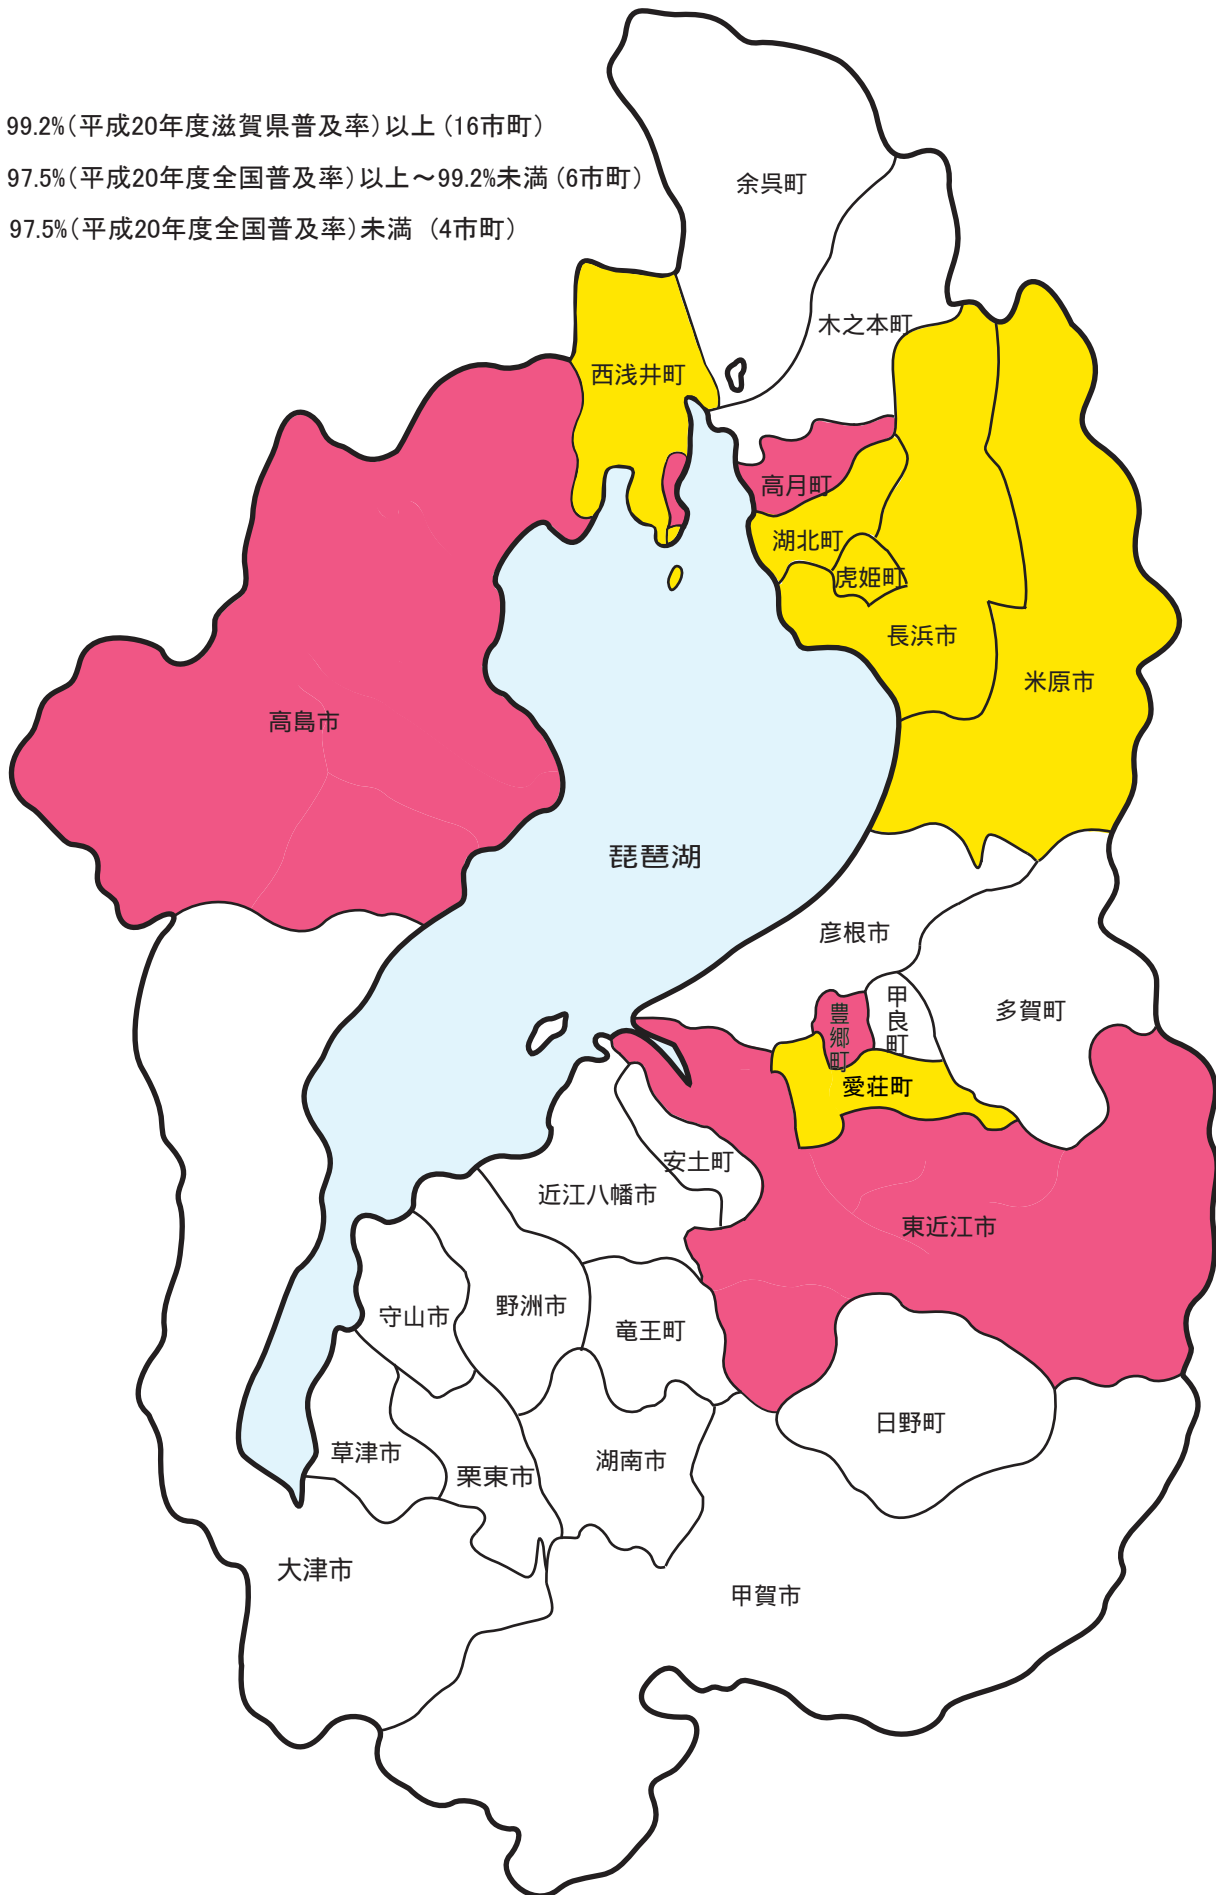 99.2%(平成20年度滋賀県普及率)以上 (16市町)
97.5%(平成20年度全国普及率)以上～99.2%未満 (6市町)
97.5%(平成20年度全国普及率)未満 (4市町)
余呉町
木之本町
西浅井町
高月町
湖北町
虎姫町
長浜市
米原市
高島市
琵琶湖
彦根市
甲良町
多賀町
豊郷町
愛荘町
安土町
近江八幡市
東近江市
守山市
野洲市
竜王町
日野町
草津市
栗東市
湖南市
大津市
甲賀市